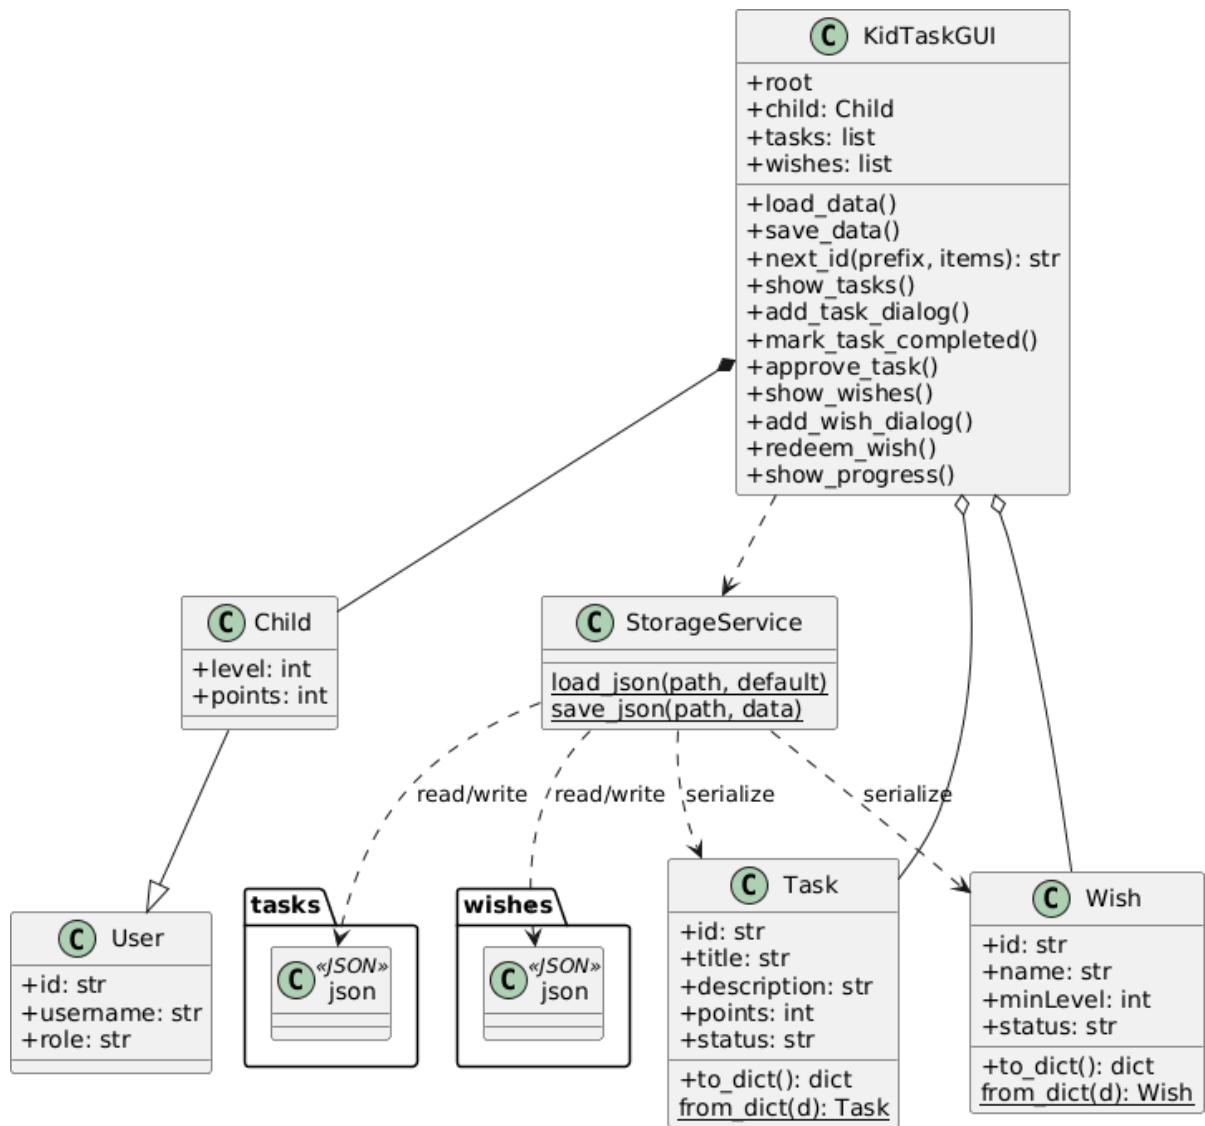 C KidTaskGUI
+root
+child: Child
+tasks: list
+wishes: list
+load_data()
+save_data()
+next_id(prefix, items): str
+show_tasks()
+add_task_dialog()
+mark_task_completed()
+approve_task()
+show_wishes()
+add_wish_dialog()
+redeem_wish()
+show_progress()
C Child
+level: int
+points: int
C StorageService
load_json(path, default)
save_json(path, data)
read/write
read/write
serialize
serialize
C User
+id: str
+username: str
+role: str
tasks
C «JSON»
json
wishes
C «JSON»
json
C Task
+id: str
+title: str
+description: str
+points: int
+status: str
+to_dict(): dict
from_dict(d): Task
C Wish
+id: str
+name: str
+minLevel: int
+status: str
+to_dict(): dict
from_dict(d): Wish